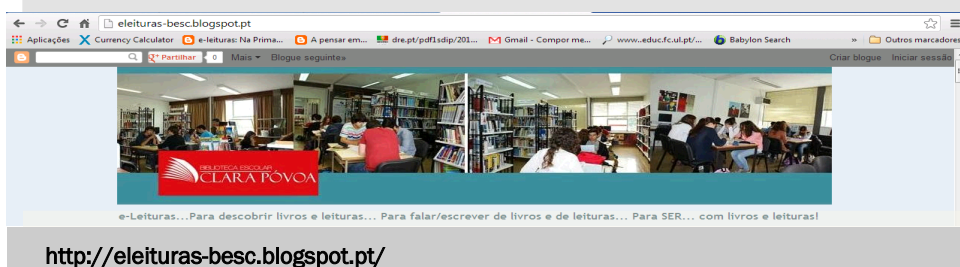 eleituras-besc.blogspot.pt
Aplicações Currency Calculator e-leituras: Na Prima... A pensar em... dre.pt/pdf1sdip/201... Gmail - Compor me... www..educ.fc.ul.pt/... Babylon Search » Outros marcadores
g+ Partilhar 0 Mais Blogue seguinte» Criar blogue Iniciar sessão
BIBLIOTECA ESCOLAR
CLARA PÓVOA
e-Leituras...Para descobrir livros e leituras... Para falar/escrever de livros e de leituras... Para SER... com livros e leituras!
http://eleituras-besc.blogspot.pt/